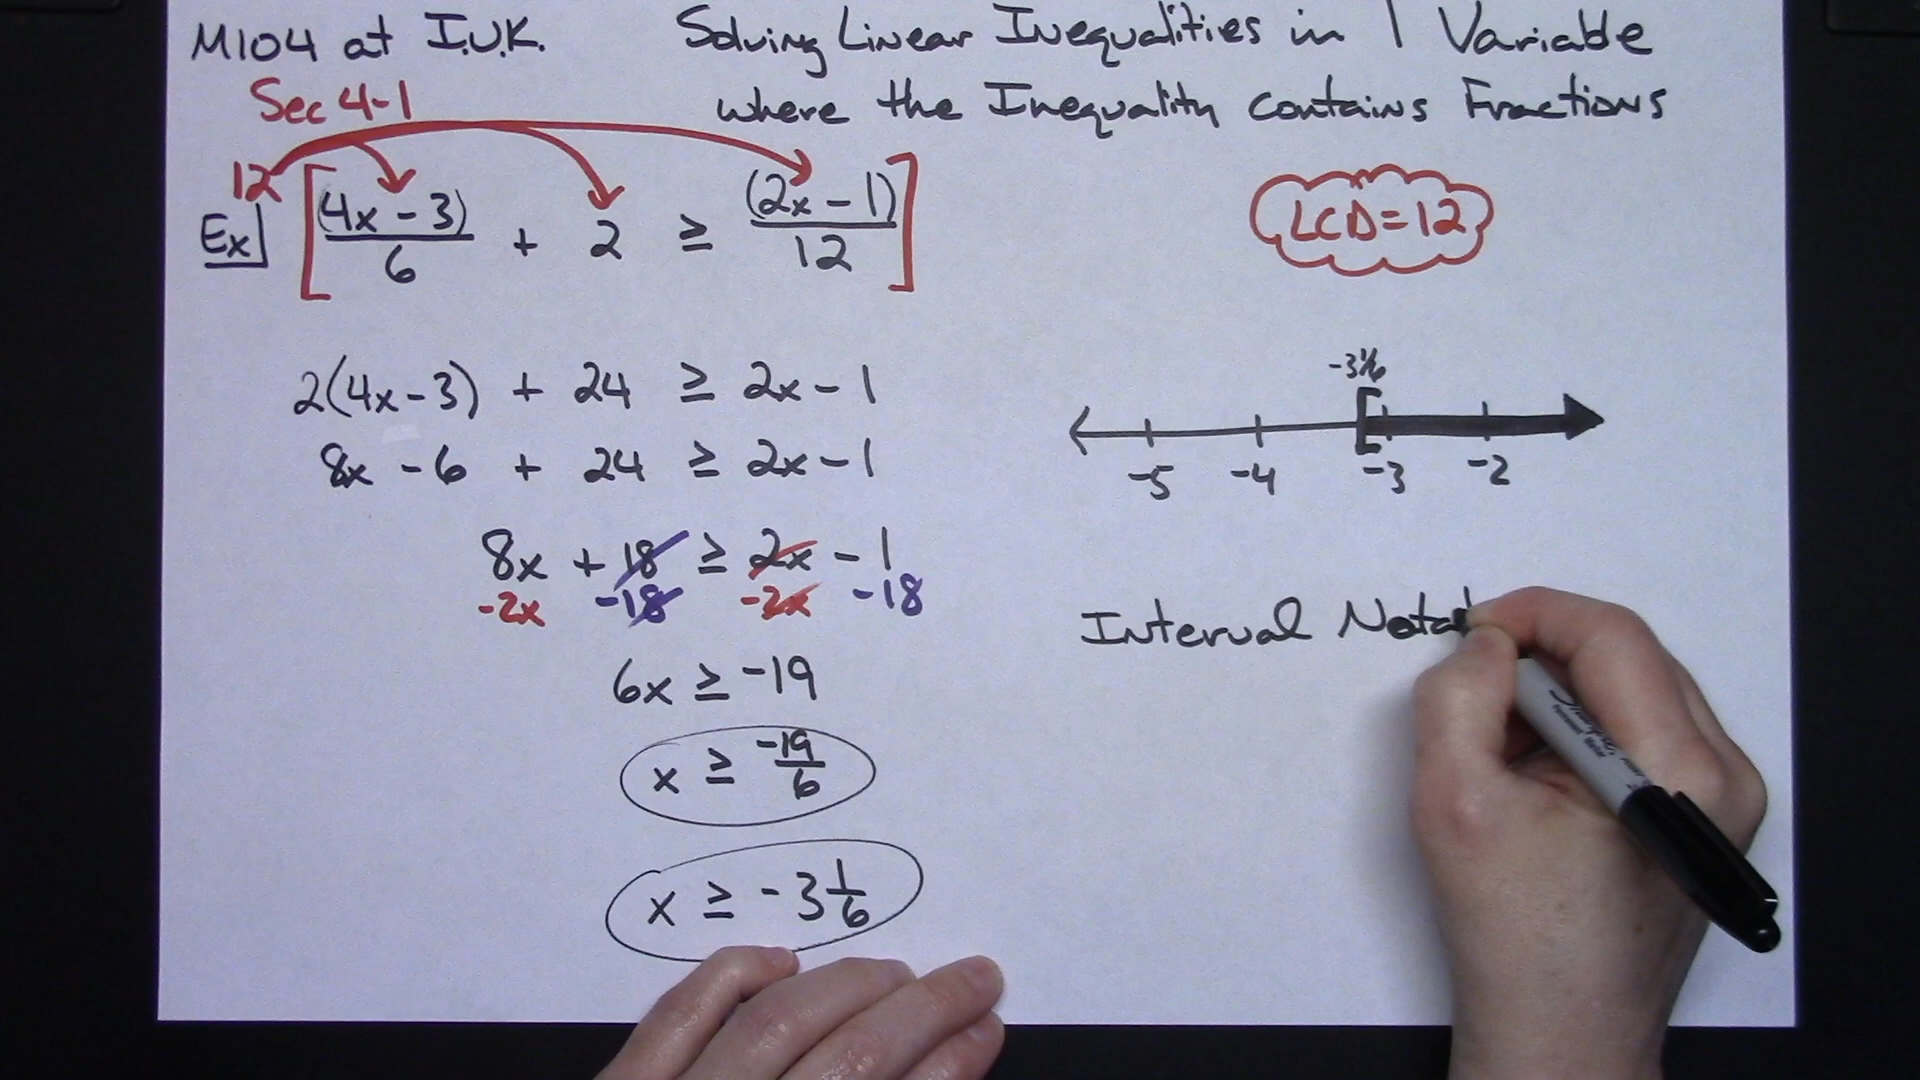 M104 at I.U.K. Solving Linear Inequalities in 1 Variable
Sec 4-1 where the Inequality contains Fractions
12
Ex [(4x - 3)/6 + 2 ≥ (2x - 1)/12]
LCD = 12
2(4x - 3) + 24 ≥ 2x - 1
8x - 6 + 24 ≥ 2x - 1
8x + 18 ≥ 2x - 1
-2x -18 -2x -18
6x ≥ -19
x ≥ -19/6
x ≥ -3 1/6
-3 1/6
-5 -4 -3 -2
Interval Notat
Sharpie